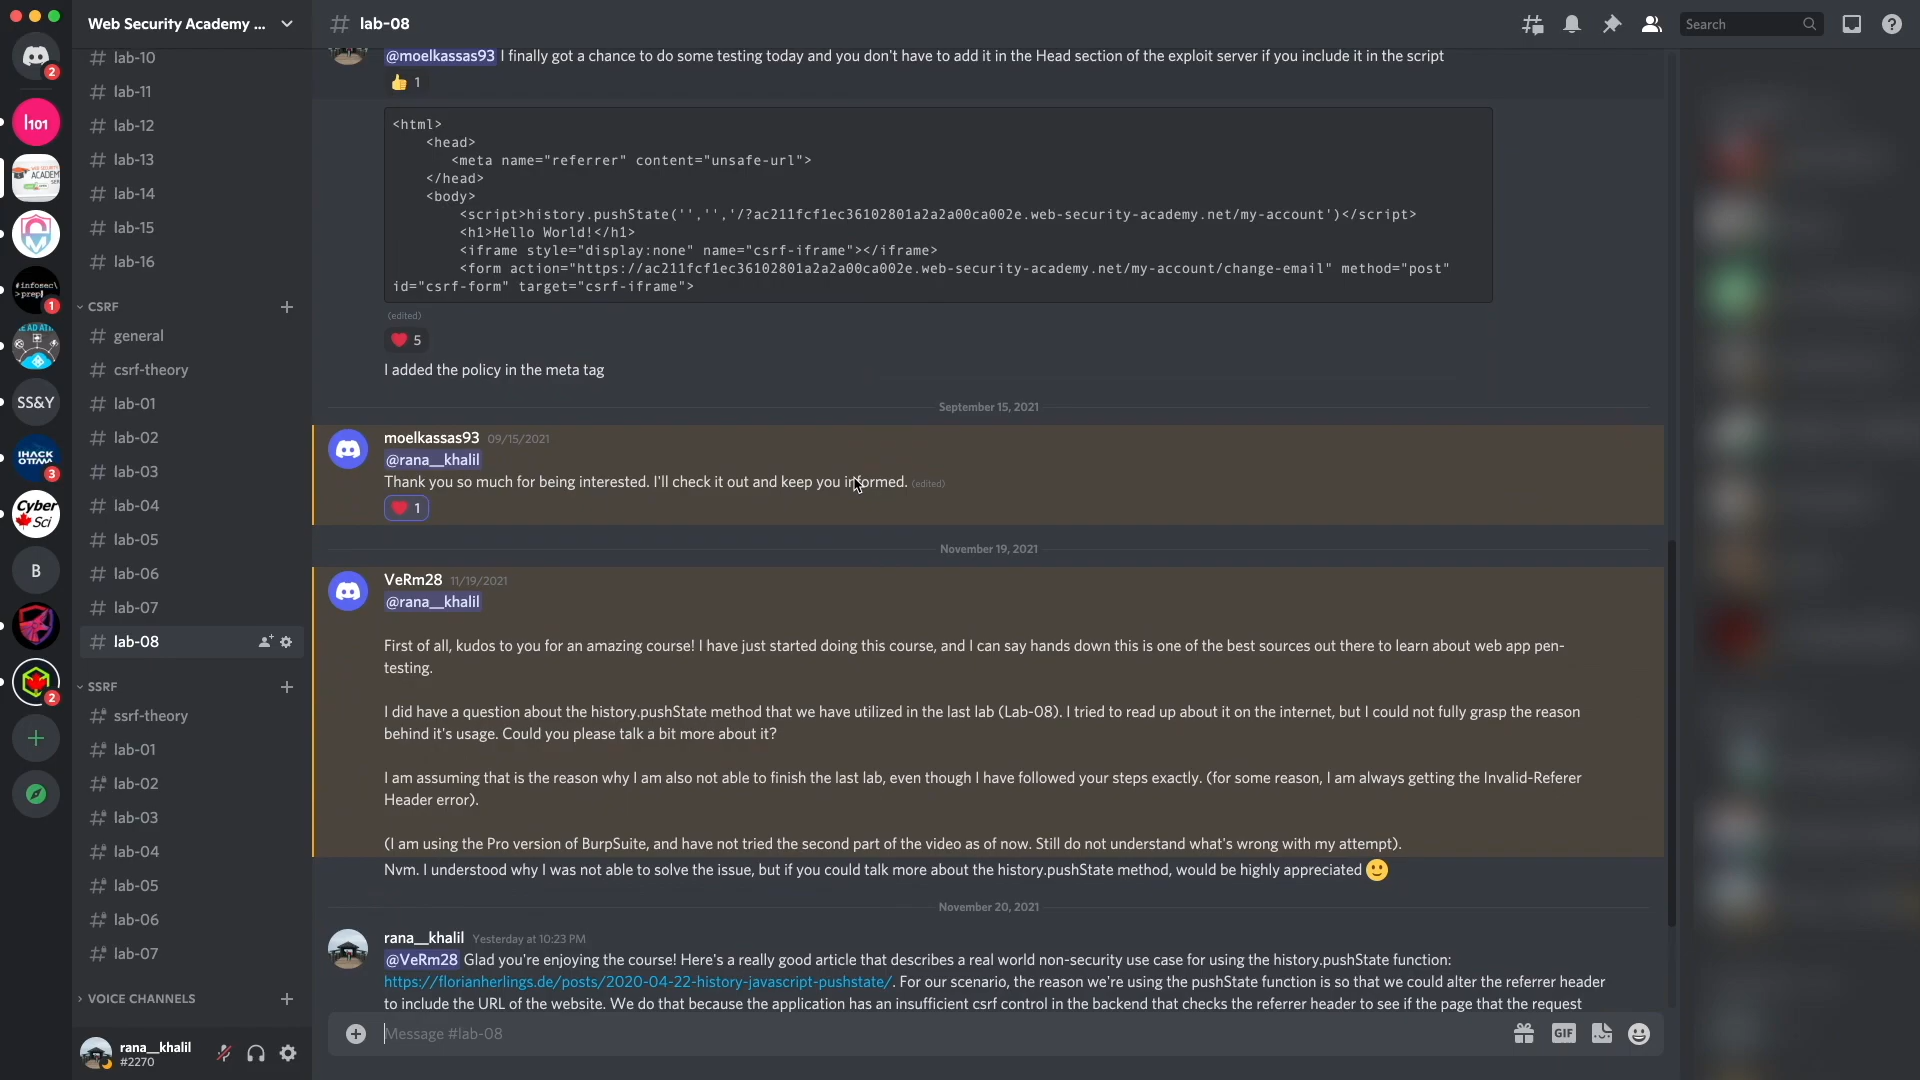 Web Security Academy ...
# lab-08
Search
2
I101
ACADEM
#infosec\
>prep
1
SS&Y
IHACK
OTTAW
3
Cyber
Sci
B
2
# lab-10
# lab-11
# lab-12
# lab-13
# lab-14
# lab-15
# lab-16
CSRF
# general
# csrf-theory
# lab-01
# lab-02
# lab-03
# lab-04
# lab-05
# lab-06
# lab-07
# lab-08
SSRF
# ssrf-theory
# lab-01
# lab-02
# lab-03
# lab-04
# lab-05
# lab-06
# lab-07
VOICE CHANNELS
rana__khalil
#2270
@moelkassas93 I finally got a chance to do some testing today and you don't have to add it in the Head section of the exploit server if you include it in the script
👍 1
<html>
<head>
<meta name="referrer" content="unsafe-url">
</head>
<body>
<script>history.pushState('','','/?ac211fcf1ec36102801a2a2a00ca002e.web-security-academy.net/my-account')</script>
<h1>Hello World!</h1>
<iframe style="display:none" name="csrf-iframe"></iframe>
<form action="https://ac211fcf1ec36102801a2a2a00ca002e.web-security-academy.net/my-account/change-email" method="post"
id="csrf-form" target="csrf-iframe">
(edited)
❤️ 5
I added the policy in the meta tag
September 15, 2021
moelkassas93 09/15/2021
@rana__khalil
Thank you so much for being interested. I'll check it out and keep you informed. (edited)
❤️ 1
November 19, 2021
VeRm28 11/19/2021
@rana__khalil
First of all, kudos to you for an amazing course! I have just started doing this course, and I can say hands down this is one of the best sources out there to learn about web app pen-
testing.
I did have a question about the history.pushState method that we have utilized in the last lab (Lab-08). I tried to read up about it on the internet, but I could not fully grasp the reason
behind it's usage. Could you please talk a bit more about it?
I am assuming that is the reason why I am also not able to finish the last lab, even though I have followed your steps exactly. (for some reason, I am always getting the Invalid-Referer
Header error).
(I am using the Pro version of BurpSuite, and have not tried the second part of the video as of now. Still do not understand what's wrong with my attempt).
Nvm. I understood why I was not able to solve the issue, but if you could talk more about the history.pushState method, would be highly appreciated 🙂
November 20, 2021
rana__khalil Yesterday at 10:23 PM
@VeRm28 Glad you're enjoying the course! Here's a really good article that describes a real world non-security use case for using the history.pushState function:
https://florianherlings.de/posts/2020-04-22-history-javascript-pushstate/. For our scenario, the reason we're using the pushState function is so that we could alter the referrer header
to include the URL of the website. We do that because the application has an insufficient csrf control in the backend that checks the referrer header to see if the page that the request
Message #lab-08
GIF